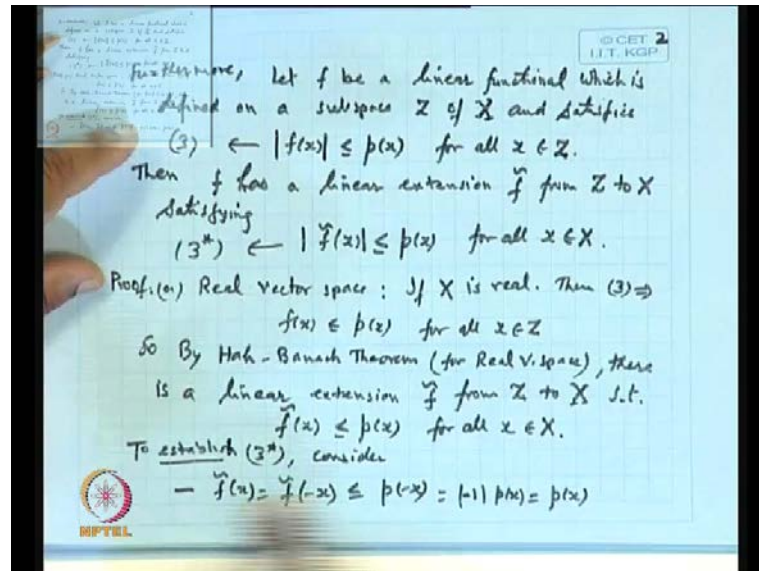 © CET 2
I.I.T. KGP
Furthermore, Let f be a linear functional which is
defined on a subspace Z of X and satisfies
(3) ← |f(x)| ≤ p(x) for all x ∈ Z.
Then f has a linear extension f̃ from Z to X
satisfying
(3*) ← |f̃(x)| ≤ p(x) for all x ∈ X.
Proof: (a) Real vector space : If X is real. Then (3) ⇒
f(x) ≤ p(x) for all x ∈ Z
So By Hah-Banach Theorem (for Real V. space), there
is a linear extension f̃ from Z to X s.t.
f̃(x) ≤ p(x) for all x ∈ X.
To establish (3*), consider
- f̃(x) = f̃(-x) ≤ p(-x) = |-1| p(x) = p(x)
NPTEL